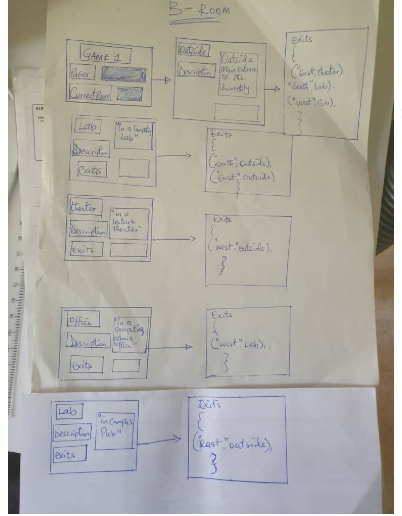 B - ROOM
GAME 1
Player
CurrentRoom
Outside
Description
Outside
Main Entrance
of the
University
Exits
{
("East", theater),
"South", Lab),
("west", Pub),
}
Lab
Description
Exits
"in a Computing
Lab"
Exits
{
("north", Outside),
("East", Outside),
}
Theater
Description
Exits
"in a
lecture
theater"
Exits
{
("west", "outside),
}
Office
Description
Exits
"in a
computing
admin
office"
Exits
{
("West", Lab),
}
Lab
Description
exits
"in Campus
Pub"
Exits
{
("East", outside),
}